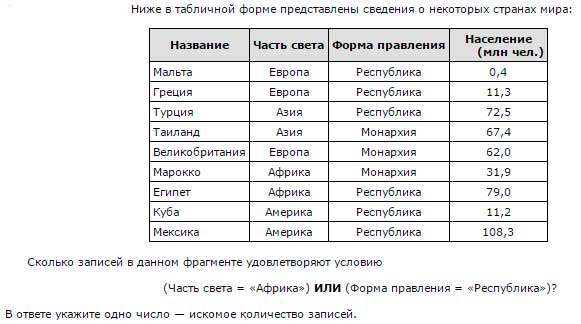 Ниже в табличной форме представлены сведения о некоторых странах мира:
Название Часть света Форма правления Население (млн чел.)
Мальта Европа Республика 0,4
Греция Европа Республика 11,3
Турция Азия Республика 72,5
Таиланд Азия Монархия 67,4
Великобритания Европа Монархия 62,0
Марокко Африка Монархия 31,9
Египет Африка Республика 79,0
Куба Америка Республика 11,2
Мексика Америка Республика 108,3
Сколько записей в данном фрагменте удовлетворяют условию
(Часть света = «Африка») ИЛИ (Форма правления = «Республика»)?
В ответе укажите одно число — искомое количество записей.